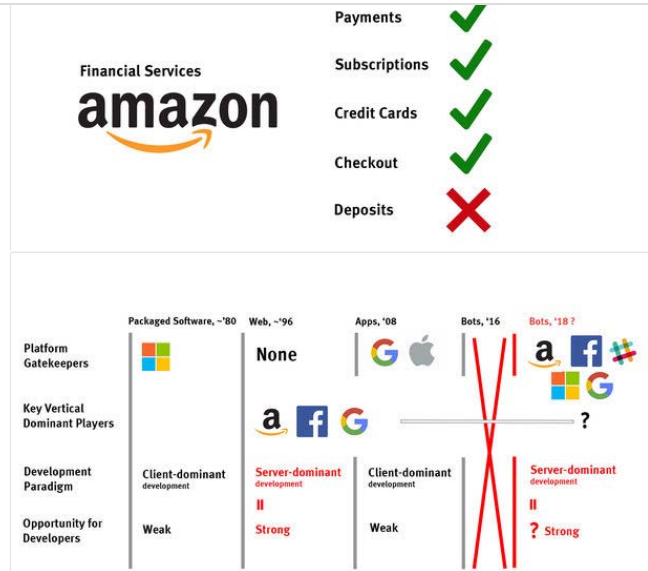 Payments
Financial Services
amazon
Subscriptions
Credit Cards
Checkout
Deposits
Packaged Software, ~'80 Web, ~'96 Apps, '08 Bots, '16 Bots, '18 ?
Platform
Gatekeepers
None
G
a
G
Key Vertical
Dominant Players
a
f
G
?
Development
Paradigm
Client-dominant
development
Server-dominant
development
Client-dominant
development
Server-dominant
development
=
=
Opportunity for
Developers
Weak Strong Weak ? Strong